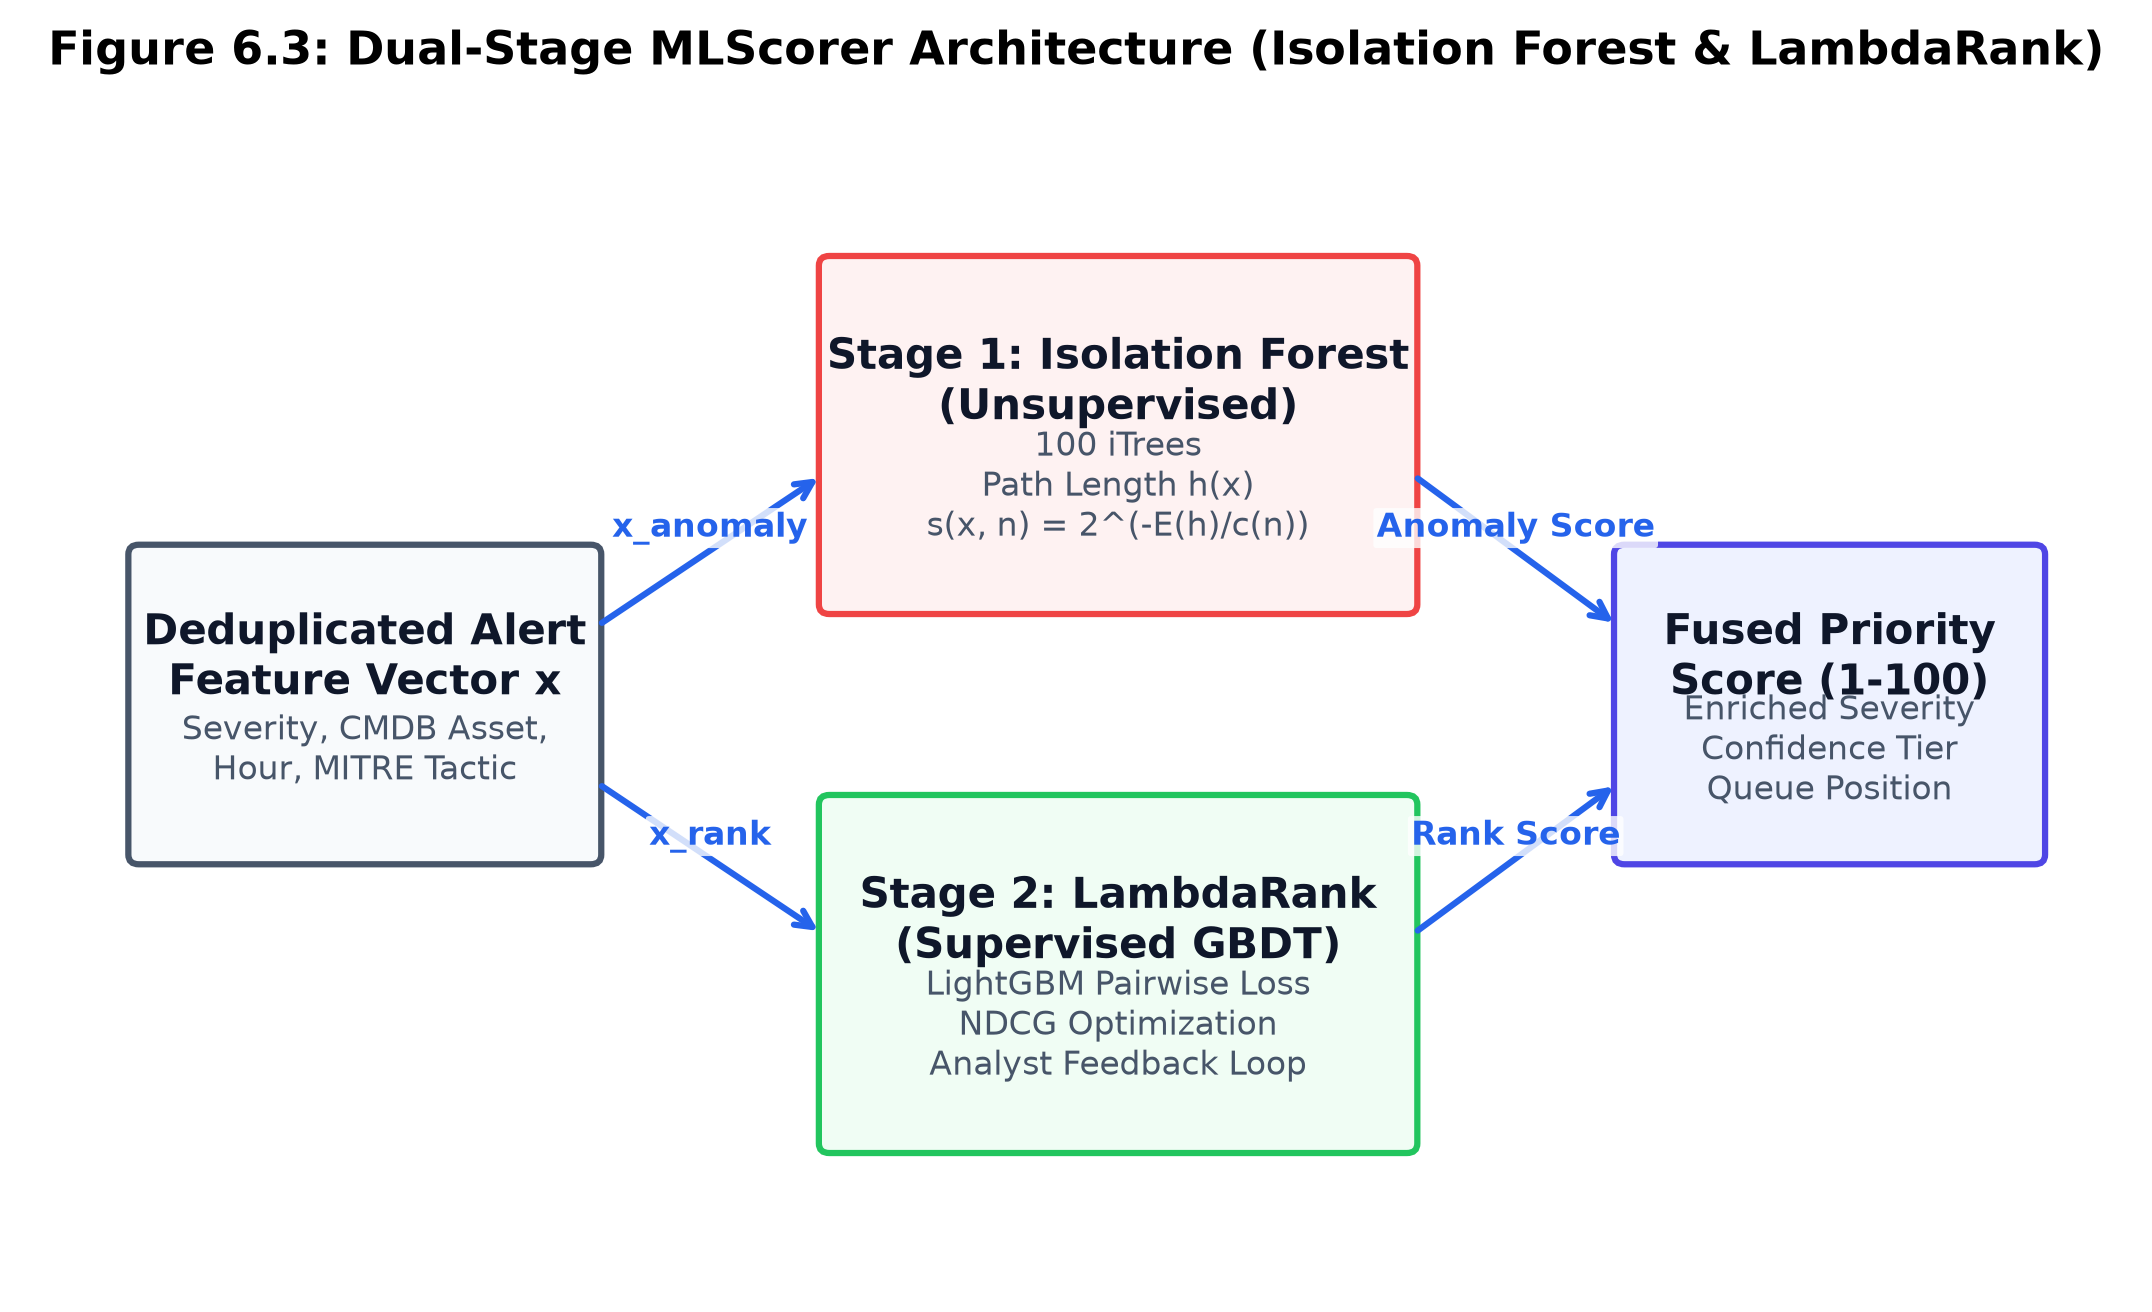 Figure 6.3: Dual-Stage MLScorer Architecture (Isolation Forest & LambdaRank)
Deduplicated Alert
Feature Vector x
Severity, CMDB Asset,
Hour, MITRE Tactic
x_anomaly
x_rank
Stage 1: Isolation Forest
(Unsupervised)
100 iTrees
Path Length h(x)
s(x, n) = 2^(-E(h)/c(n))
Stage 2: LambdaRank
(Supervised GBDT)
LightGBM Pairwise Loss
NDCG Optimization
Analyst Feedback Loop
Anomaly Score
Rank Score
Fused Priority
Score (1-100)
Enriched Severity
Confidence Tier
Queue Position